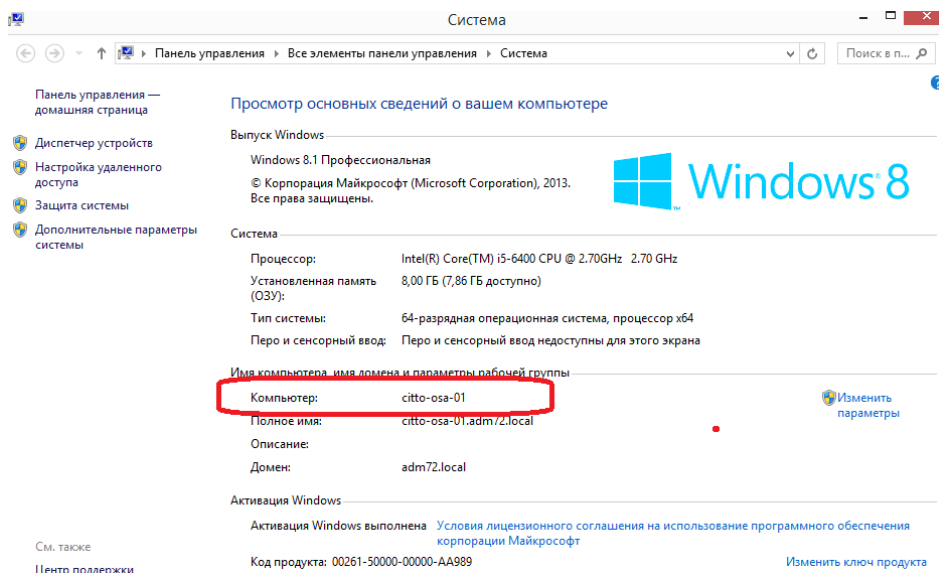 Система
Панель управления ▸ Все элементы панели управления ▸ Система
Поиск в п...
Панель управления —
домашняя страница
Диспетчер устройств
Настройка удаленного
доступа
Защита системы
Дополнительные параметры
системы
Просмотр основных сведений о вашем компьютере
Выпуск Windows
Windows 8.1 Профессиональная
© Корпорация Майкрософт (Microsoft Corporation), 2013.
Все права защищены.
Windows 8
Система
Процессор: Intel(R) Core(TM) i5-6400 CPU @ 2.70GHz 2.70 GHz
Установленная память 8,00 ГБ (7,86 ГБ доступно)
(ОЗУ):
Тип системы: 64-разрядная операционная система, процессор x64
Перо и сенсорный ввод: Перо и сенсорный ввод недоступны для этого экрана
Имя компьютера, имя домена и параметры рабочей группы
Компьютер: citto-osa-01
Изменить
параметры
Полное имя: citto-osa-01.adm72.local
Описание:
Домен: adm72.local
Активация Windows
Активация Windows выполнена Условия лицензионного соглашения на использование программного обеспечения
корпорации Майкрософт
Код продукта: 00261-50000-00000-AA989 Изменить ключ продукта
См. также
Центр поддержки